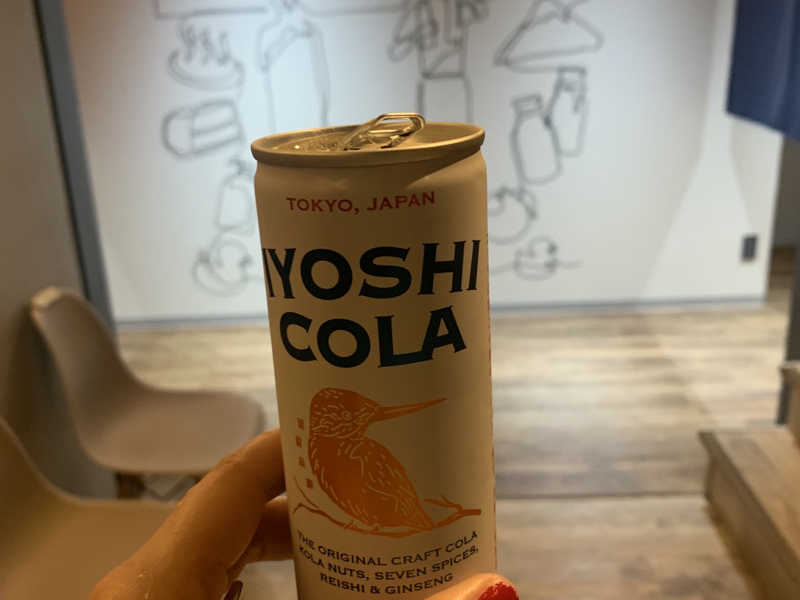 TOKYO, JAPAN
IYOSHI
COLA
THE ORIGINAL CRAFT COLA
KOLA NUTS, SEVEN SPICES,
REISHI & GINSENG